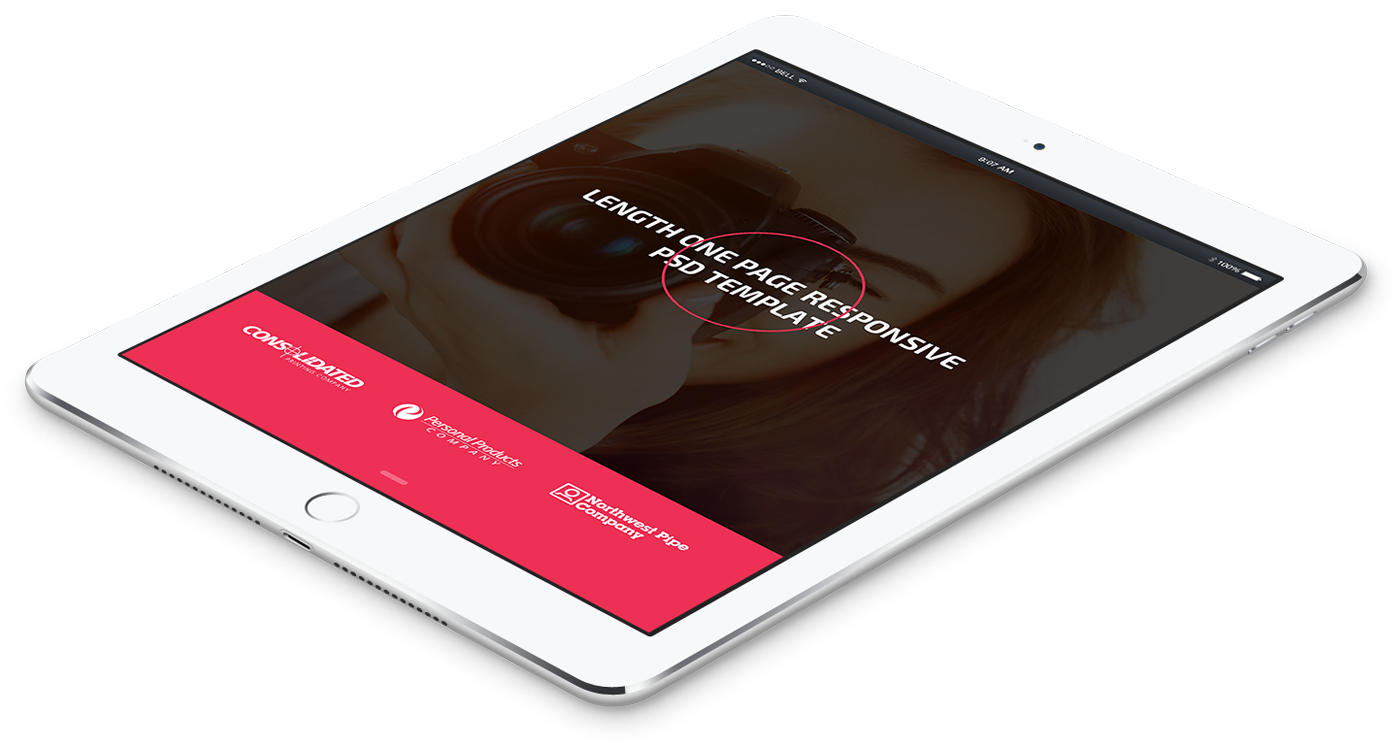 BELL
9:07 AM
100%
LENGTH ONE PAGE RESPONSIVE
PSD TEMPLATE
CONSOLIDATED
PRINTING COMPANY
Personal Products
COMPANY
Northwest Pipe
Company